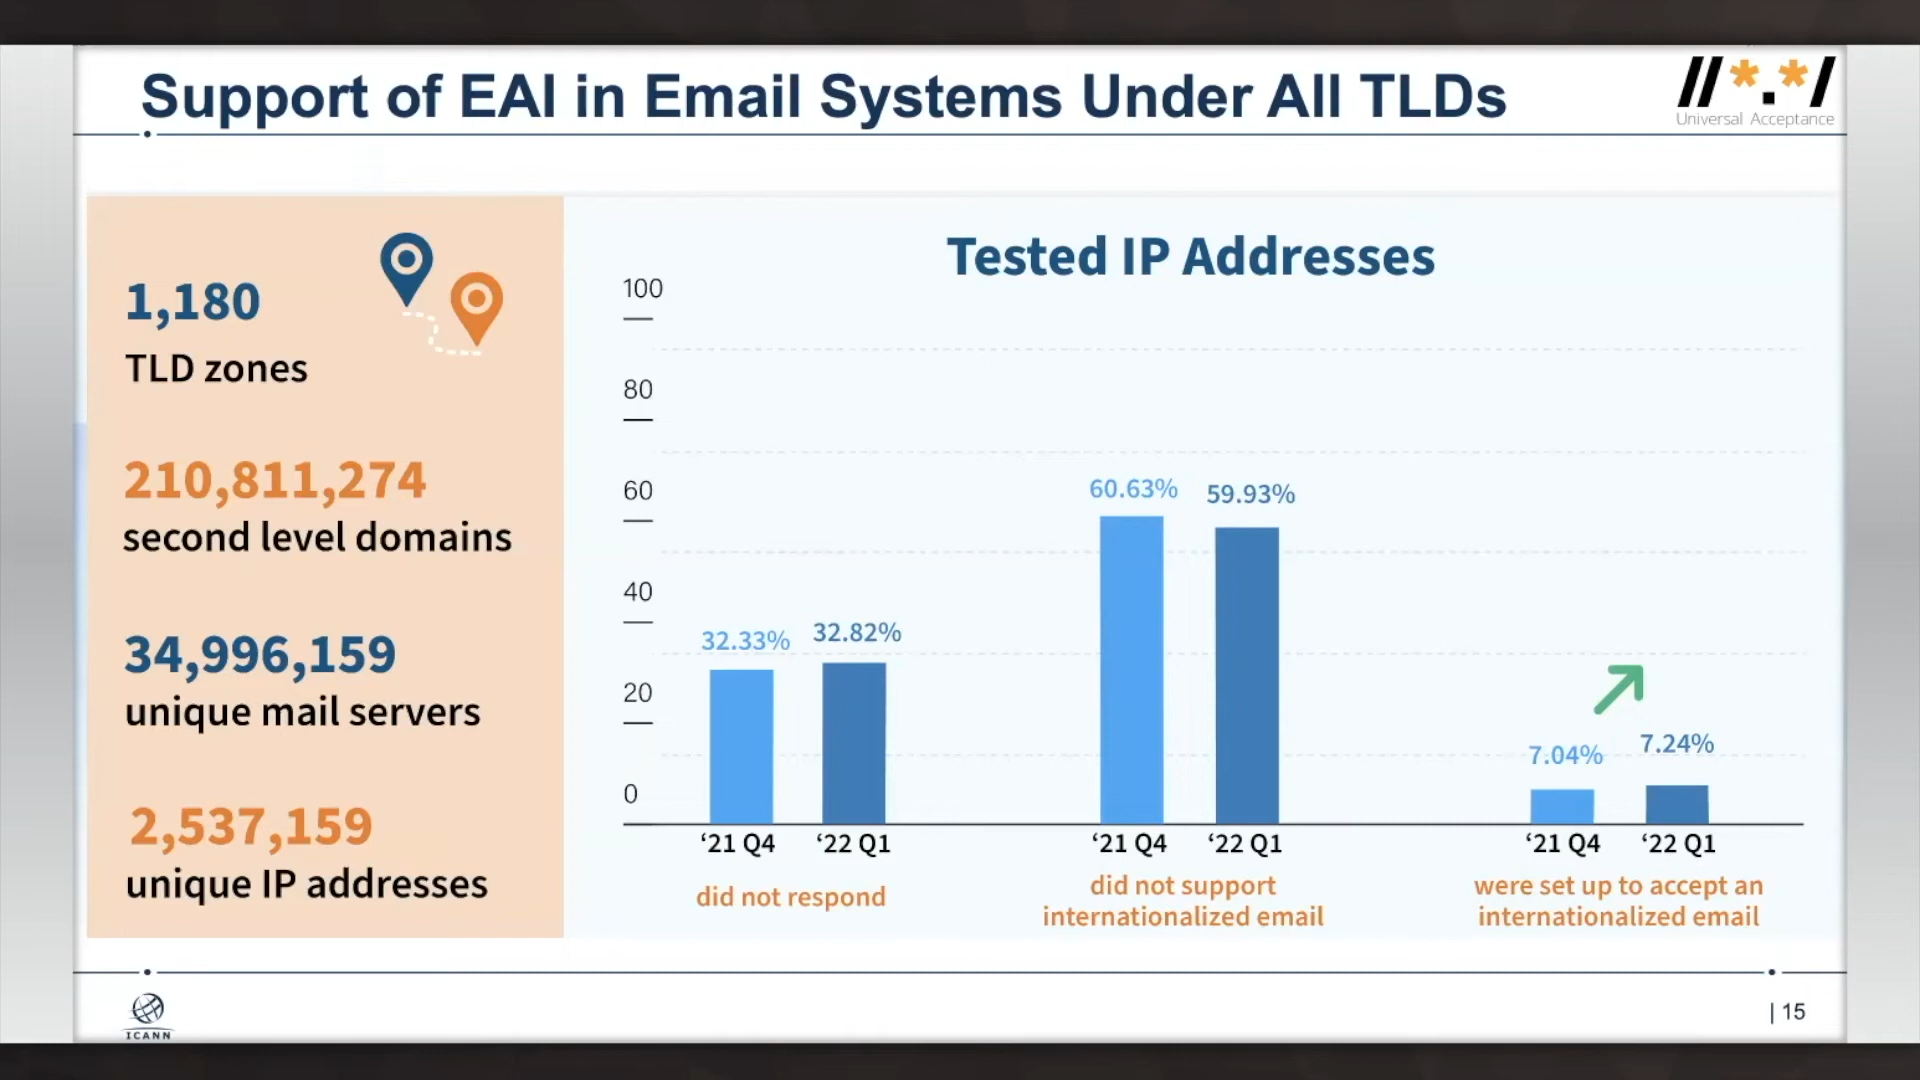 Support of EAI in Email Systems Under All TLDs
//*.*/
Universal Acceptance
1,180
TLD zones
210,811,274
second level domains
34,996,159
unique mail servers
2,537,159
unique IP addresses
Tested IP Addresses
100
80
60
40
20
0
32.33%
32.82%
60.63%
59.93%
7.04%
7.24%
‘21 Q4
‘22 Q1
‘21 Q4
‘22 Q1
‘21 Q4
‘22 Q1
did not respond
did not support
internationalized email
were set up to accept an
internationalized email
ICANN
| 15